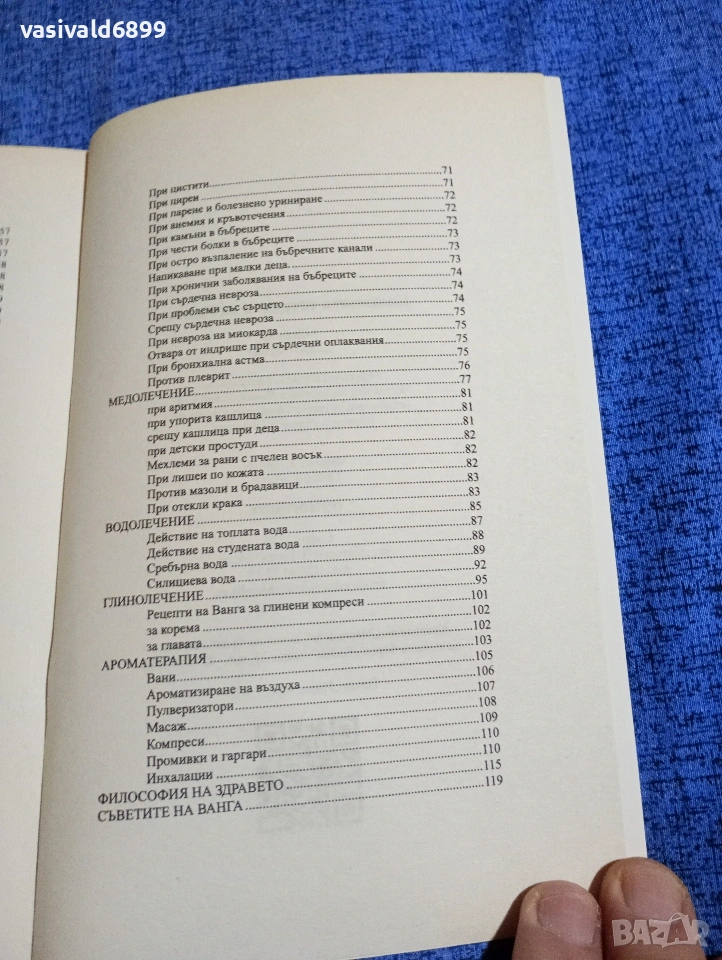 vasivald6899
При цистити....71
При циреи....71
При парене и болезнено уриниране....72
При анемия и кръвотечения....72
При камъни в бъбреците....72
При чести болки в бъбреците....73
При остро възпаление на бъбречните канали....73
Напикаване при малки деца....73
При хронични заболявания на бъбреците....74
При сърдечна невроза....74
При проблеми със сърцето....74
Срещу сърдечна невроза....75
При невроза на миокарда....75
Отвара от индрише при сърдечни оплаквания....75
При бронхиална астма....75
Против плеврит....76
МЕДОЛЕЧЕНИЕ....77
при аритмия....81
при упорита кашлица....81
срещу кашлица при деца....81
при детски простуди....82
Мехлеми за рани с пчелен восък....82
При лишеи по кожата....82
Против мазоли и брадавици....83
При отекли крака....83
ВОДОЛЕЧЕНИЕ....85
Действие на топлата вода....87
Действие на студената вода....88
Сребърна вода....89
Силициева вода....92
ГЛИНОЛЕЧЕНИЕ....95
Рецепти на Ванга за глинени компреси....101
за корема....102
за главата....102
АРОМАТЕРАПИЯ....103
Вани....105
Ароматизиране на въздуха....106
Пулверизатори....107
Масаж....108
Компреси....109
Промивки и гаргари....110
Инхалации....110
ФИЛОСОФИЯ НА ЗДРАВЕТО....115
СЪВЕТИТЕ НА ВАНГА....119
BAZAR